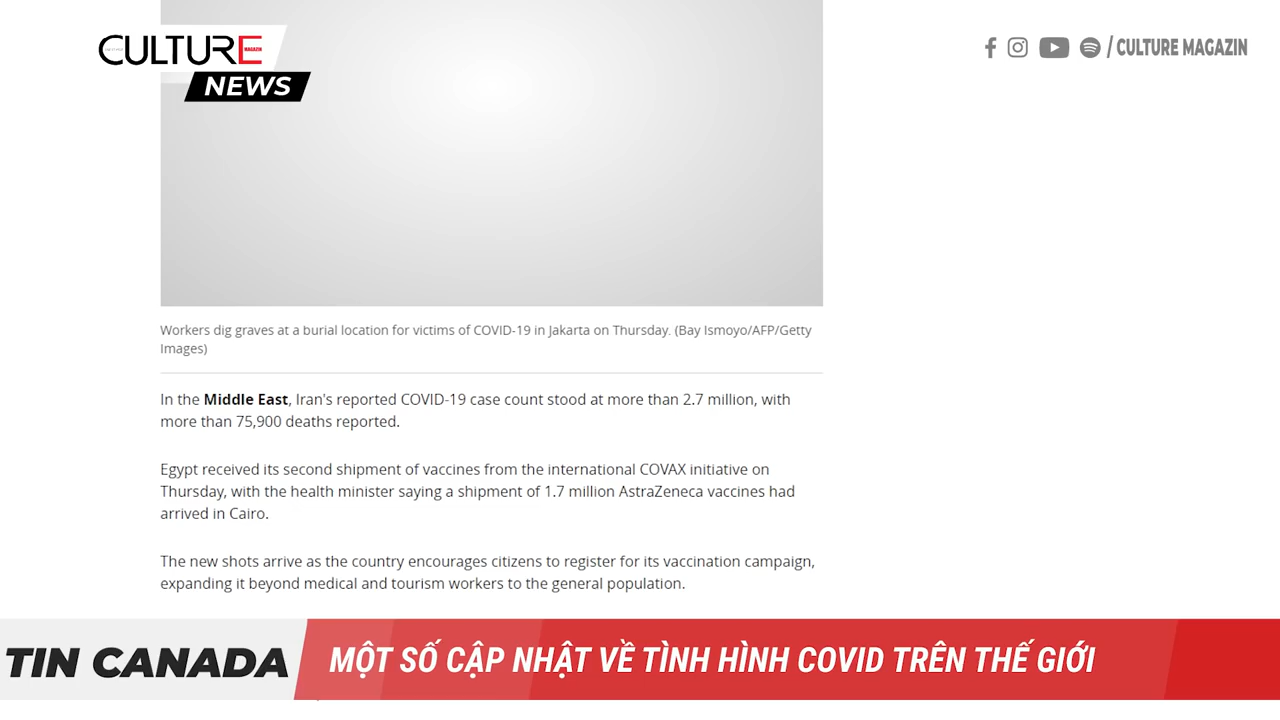 CULTURE
MAGAZIN
NEWS
/ CULTURE MAGAZIN
Workers dig graves at a burial location for victims of COVID-19 in Jakarta on Thursday. (Bay Ismoyo/AFP/Getty
Images)
In the Middle East, Iran's reported COVID-19 case count stood at more than 2.7 million, with
more than 75,900 deaths reported.
Egypt received its second shipment of vaccines from the international COVAX initiative on
Thursday, with the health minister saying a shipment of 1.7 million AstraZeneca vaccines had
arrived in Cairo.
The new shots arrive as the country encourages citizens to register for its vaccination campaign,
expanding it beyond medical and tourism workers to the general population.
TIN CANADA
MỘT SỐ CẬP NHẬT VỀ TÌNH HÌNH COVID TRÊN THẾ GIỚI